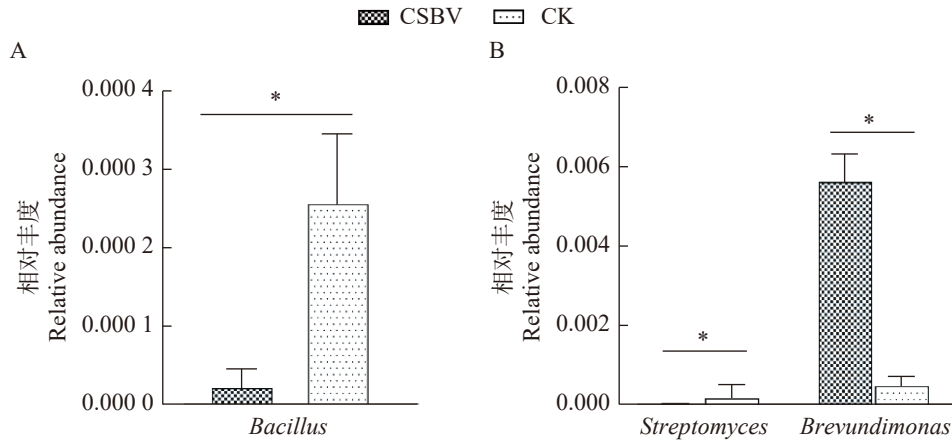 CSBV CK
A
B
0.000 4
0.000 3
0.000 2
0.000 1
0.000 0
相对丰度
Relative abundance
*
Bacillus
0.008
0.006
0.004
0.002
0.000
相对丰度
Relative abundance
*
*
Streptomyces Brevundimonas